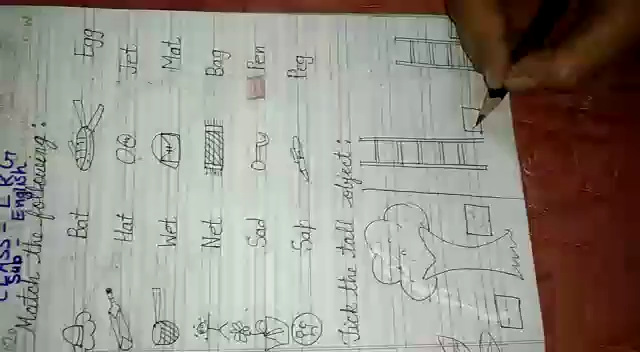 CLASS = LKG
Sub = English
Match the following:
Bat Egg
Hat Jet
Wet Mat
Net Bag
Sad Pen
Sap Peg
Tick the tall object: